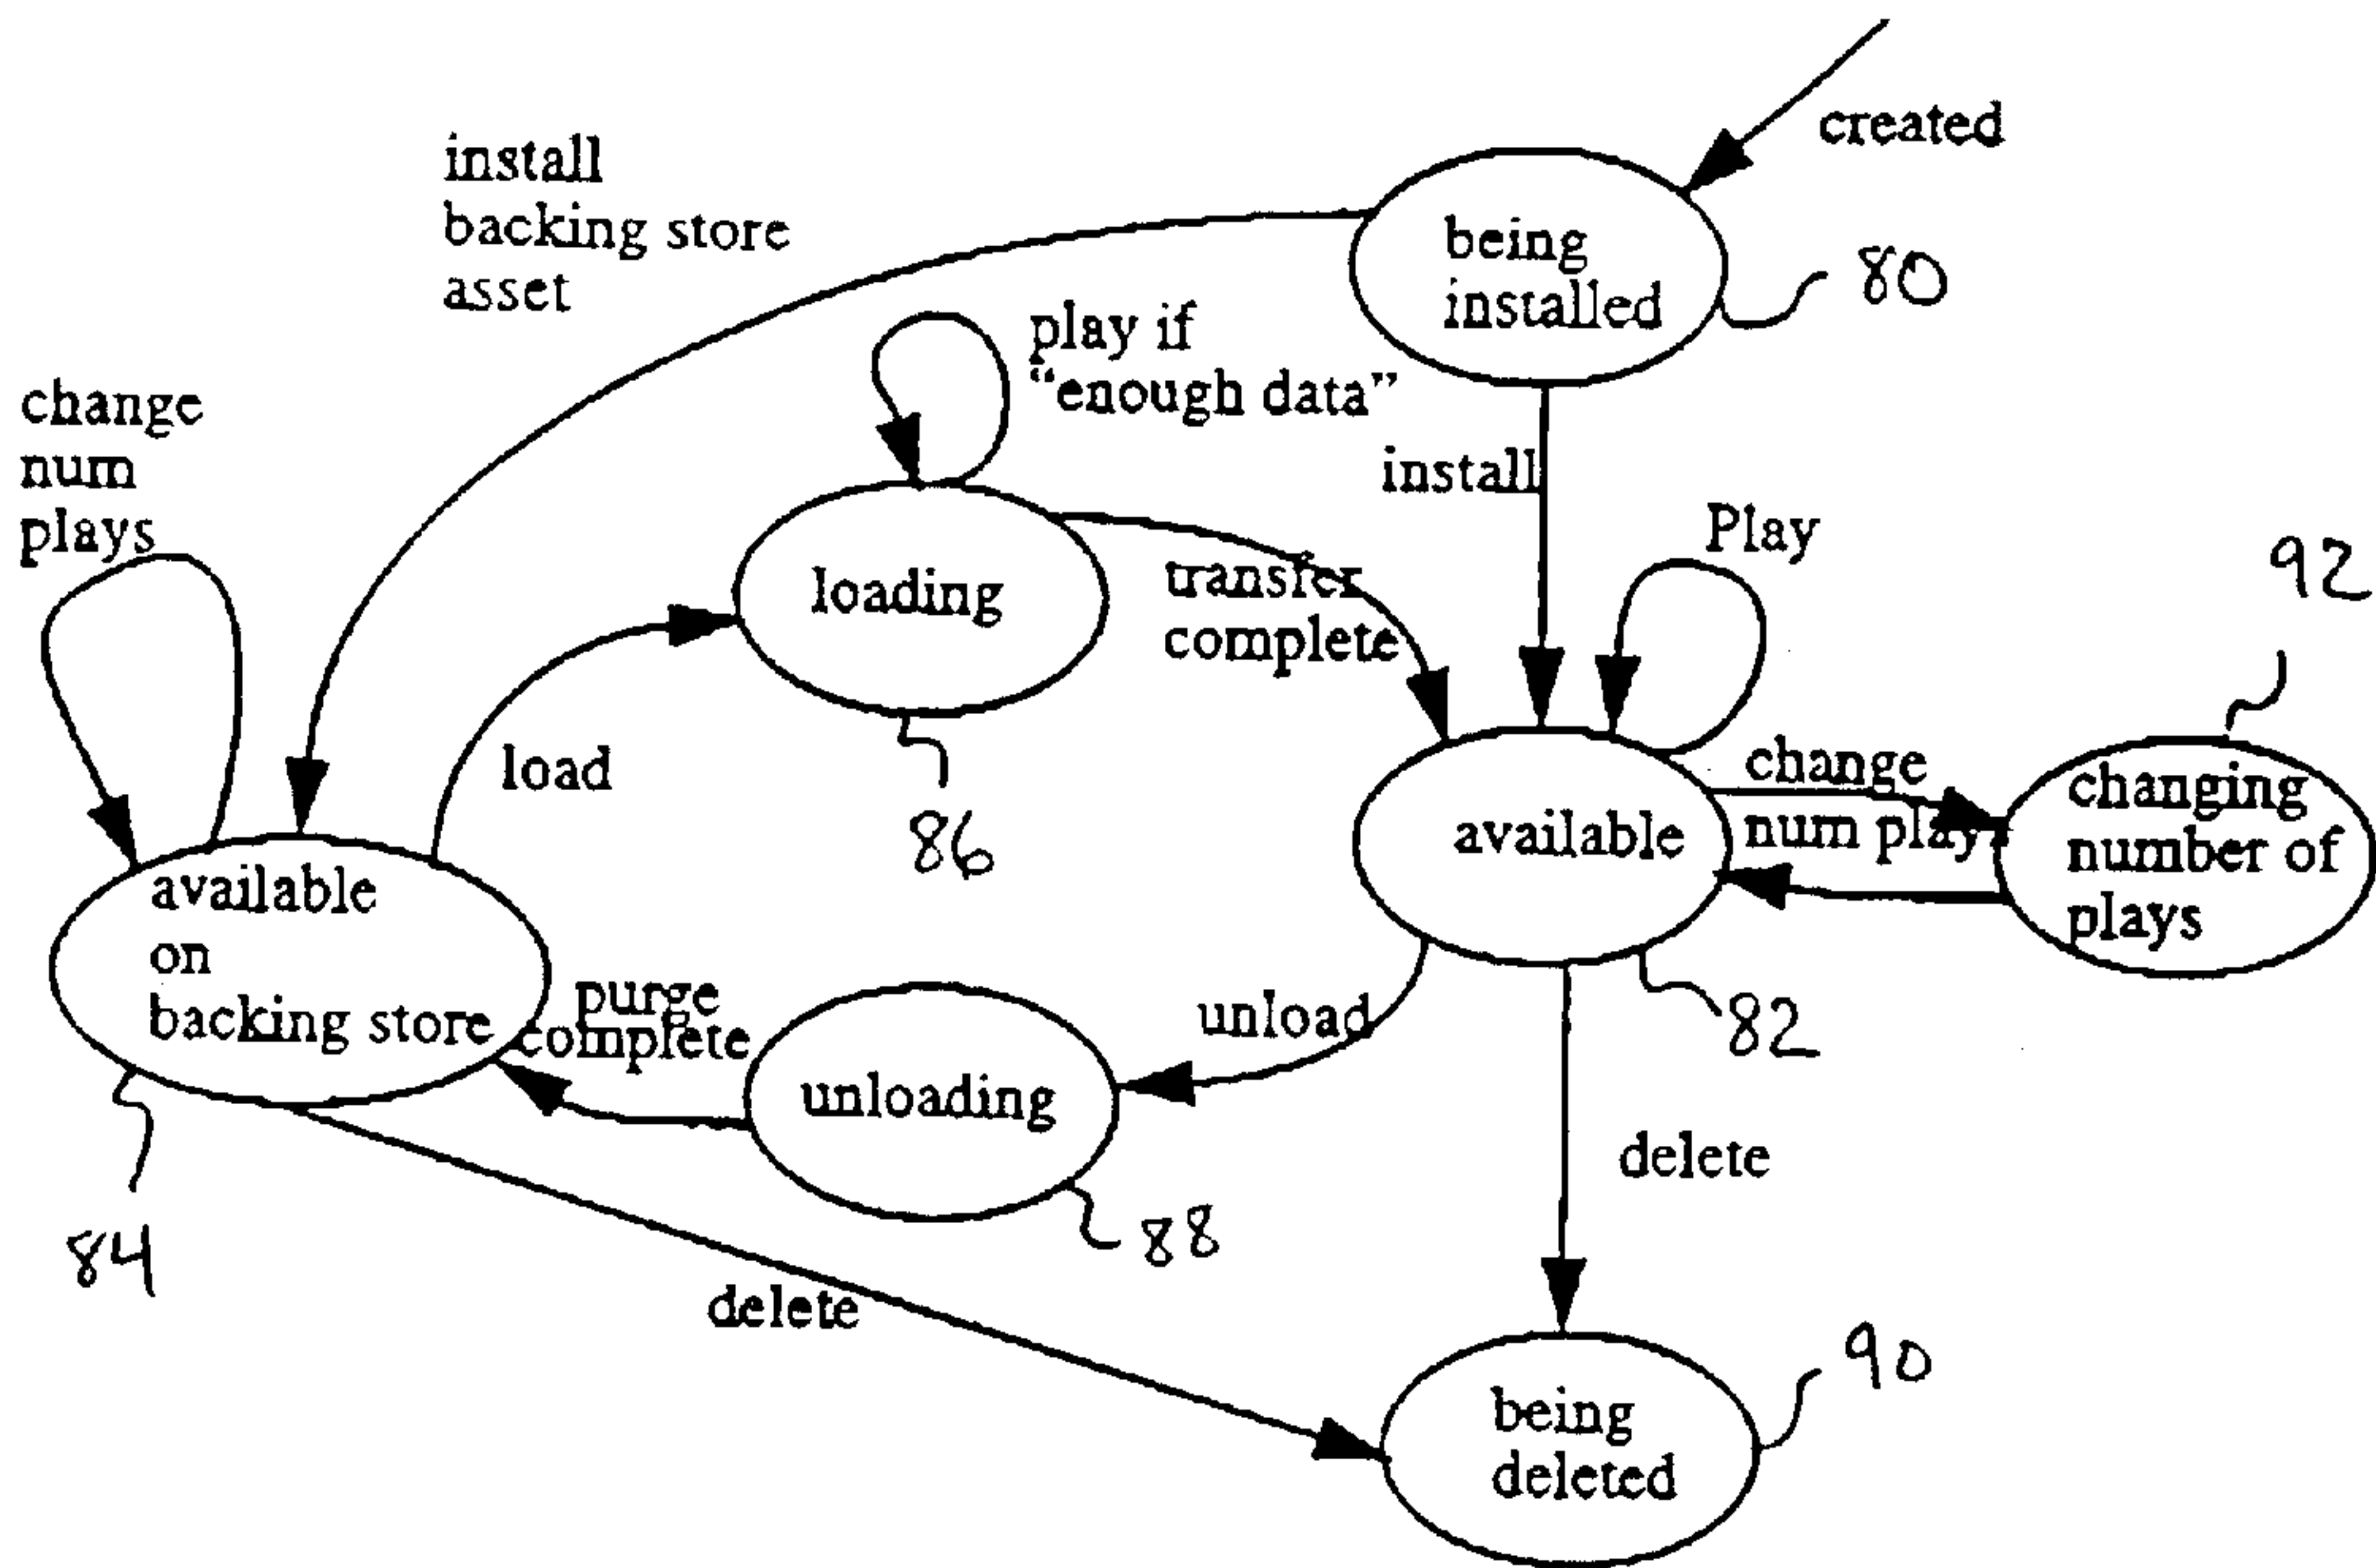 created
install
backing store
asset
being
installed
80
play if
“enough data”
change
num
plays
install
Play
92
loading
transfer
complete
load
86
change
num plays
changing
number of
plays
available
available
on
backing store
purge
complete
unload
82
unloading
delete
88
84
delete
90
being
deleted